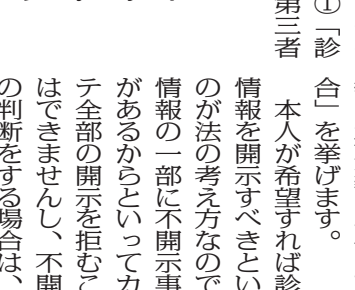 ①「診
第三者
合」を挙げます。
本人が希望すれば診
情報を開示すべきとい
のが法の考え方なので
情報の一部に不開示事
があるからといってカ
テ全部の開示を拒むこ
はできませんし、不開
の判断をする場合は、